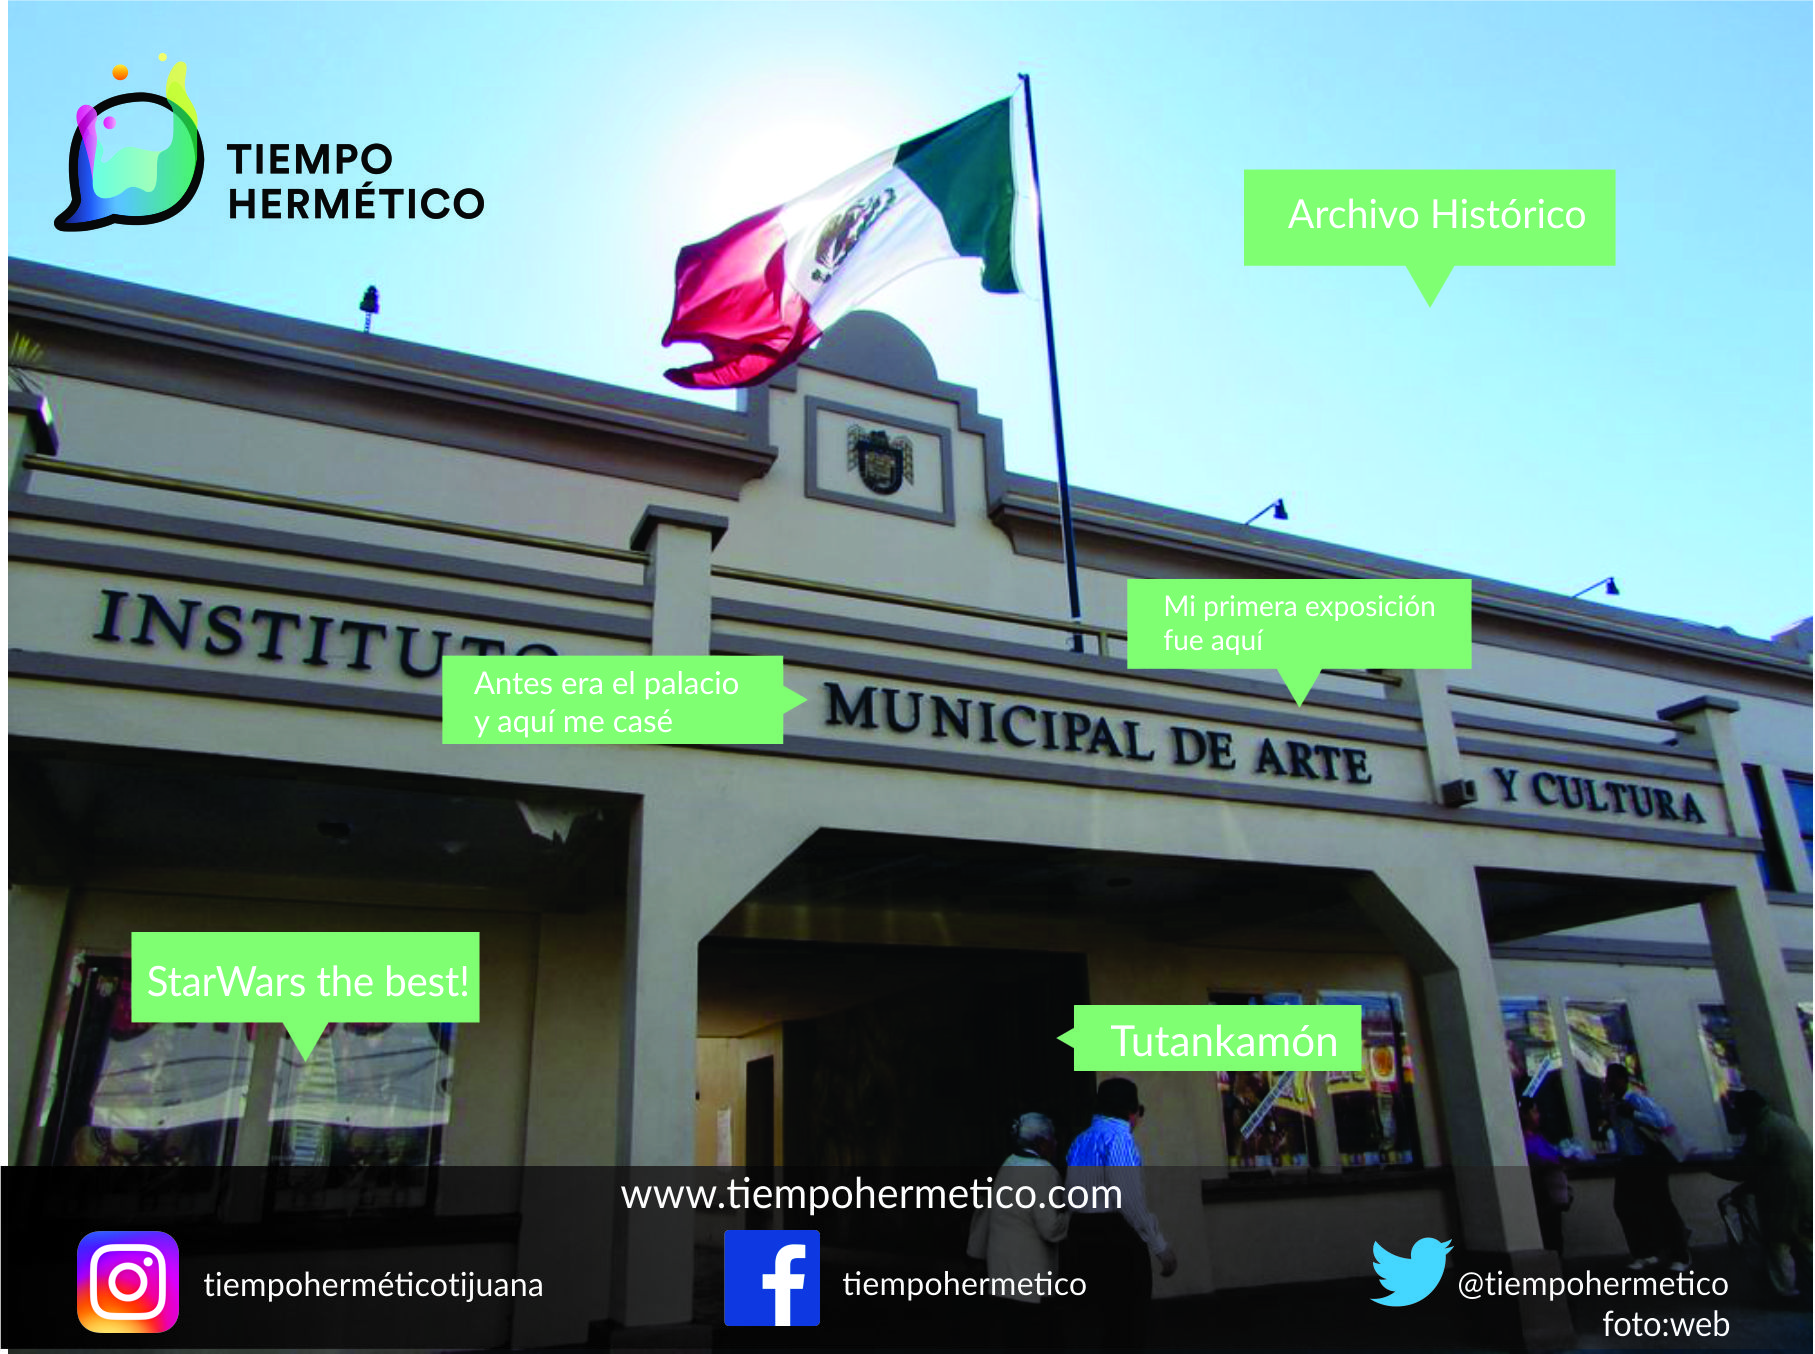 TIEMPO
HERMÉTICO
Archivo Histórico
Mi primera exposición
fue aquí
INSTITUTO
Antes era el palacio
y aquí me casé
MUNICIPAL DE ARTE
Y CULTURA
StarWars the best!
Tutankamón
www.tiempohermetico.com
tiempoherméticotijuana
tiempohermetico
@tiempohermetico
foto:web